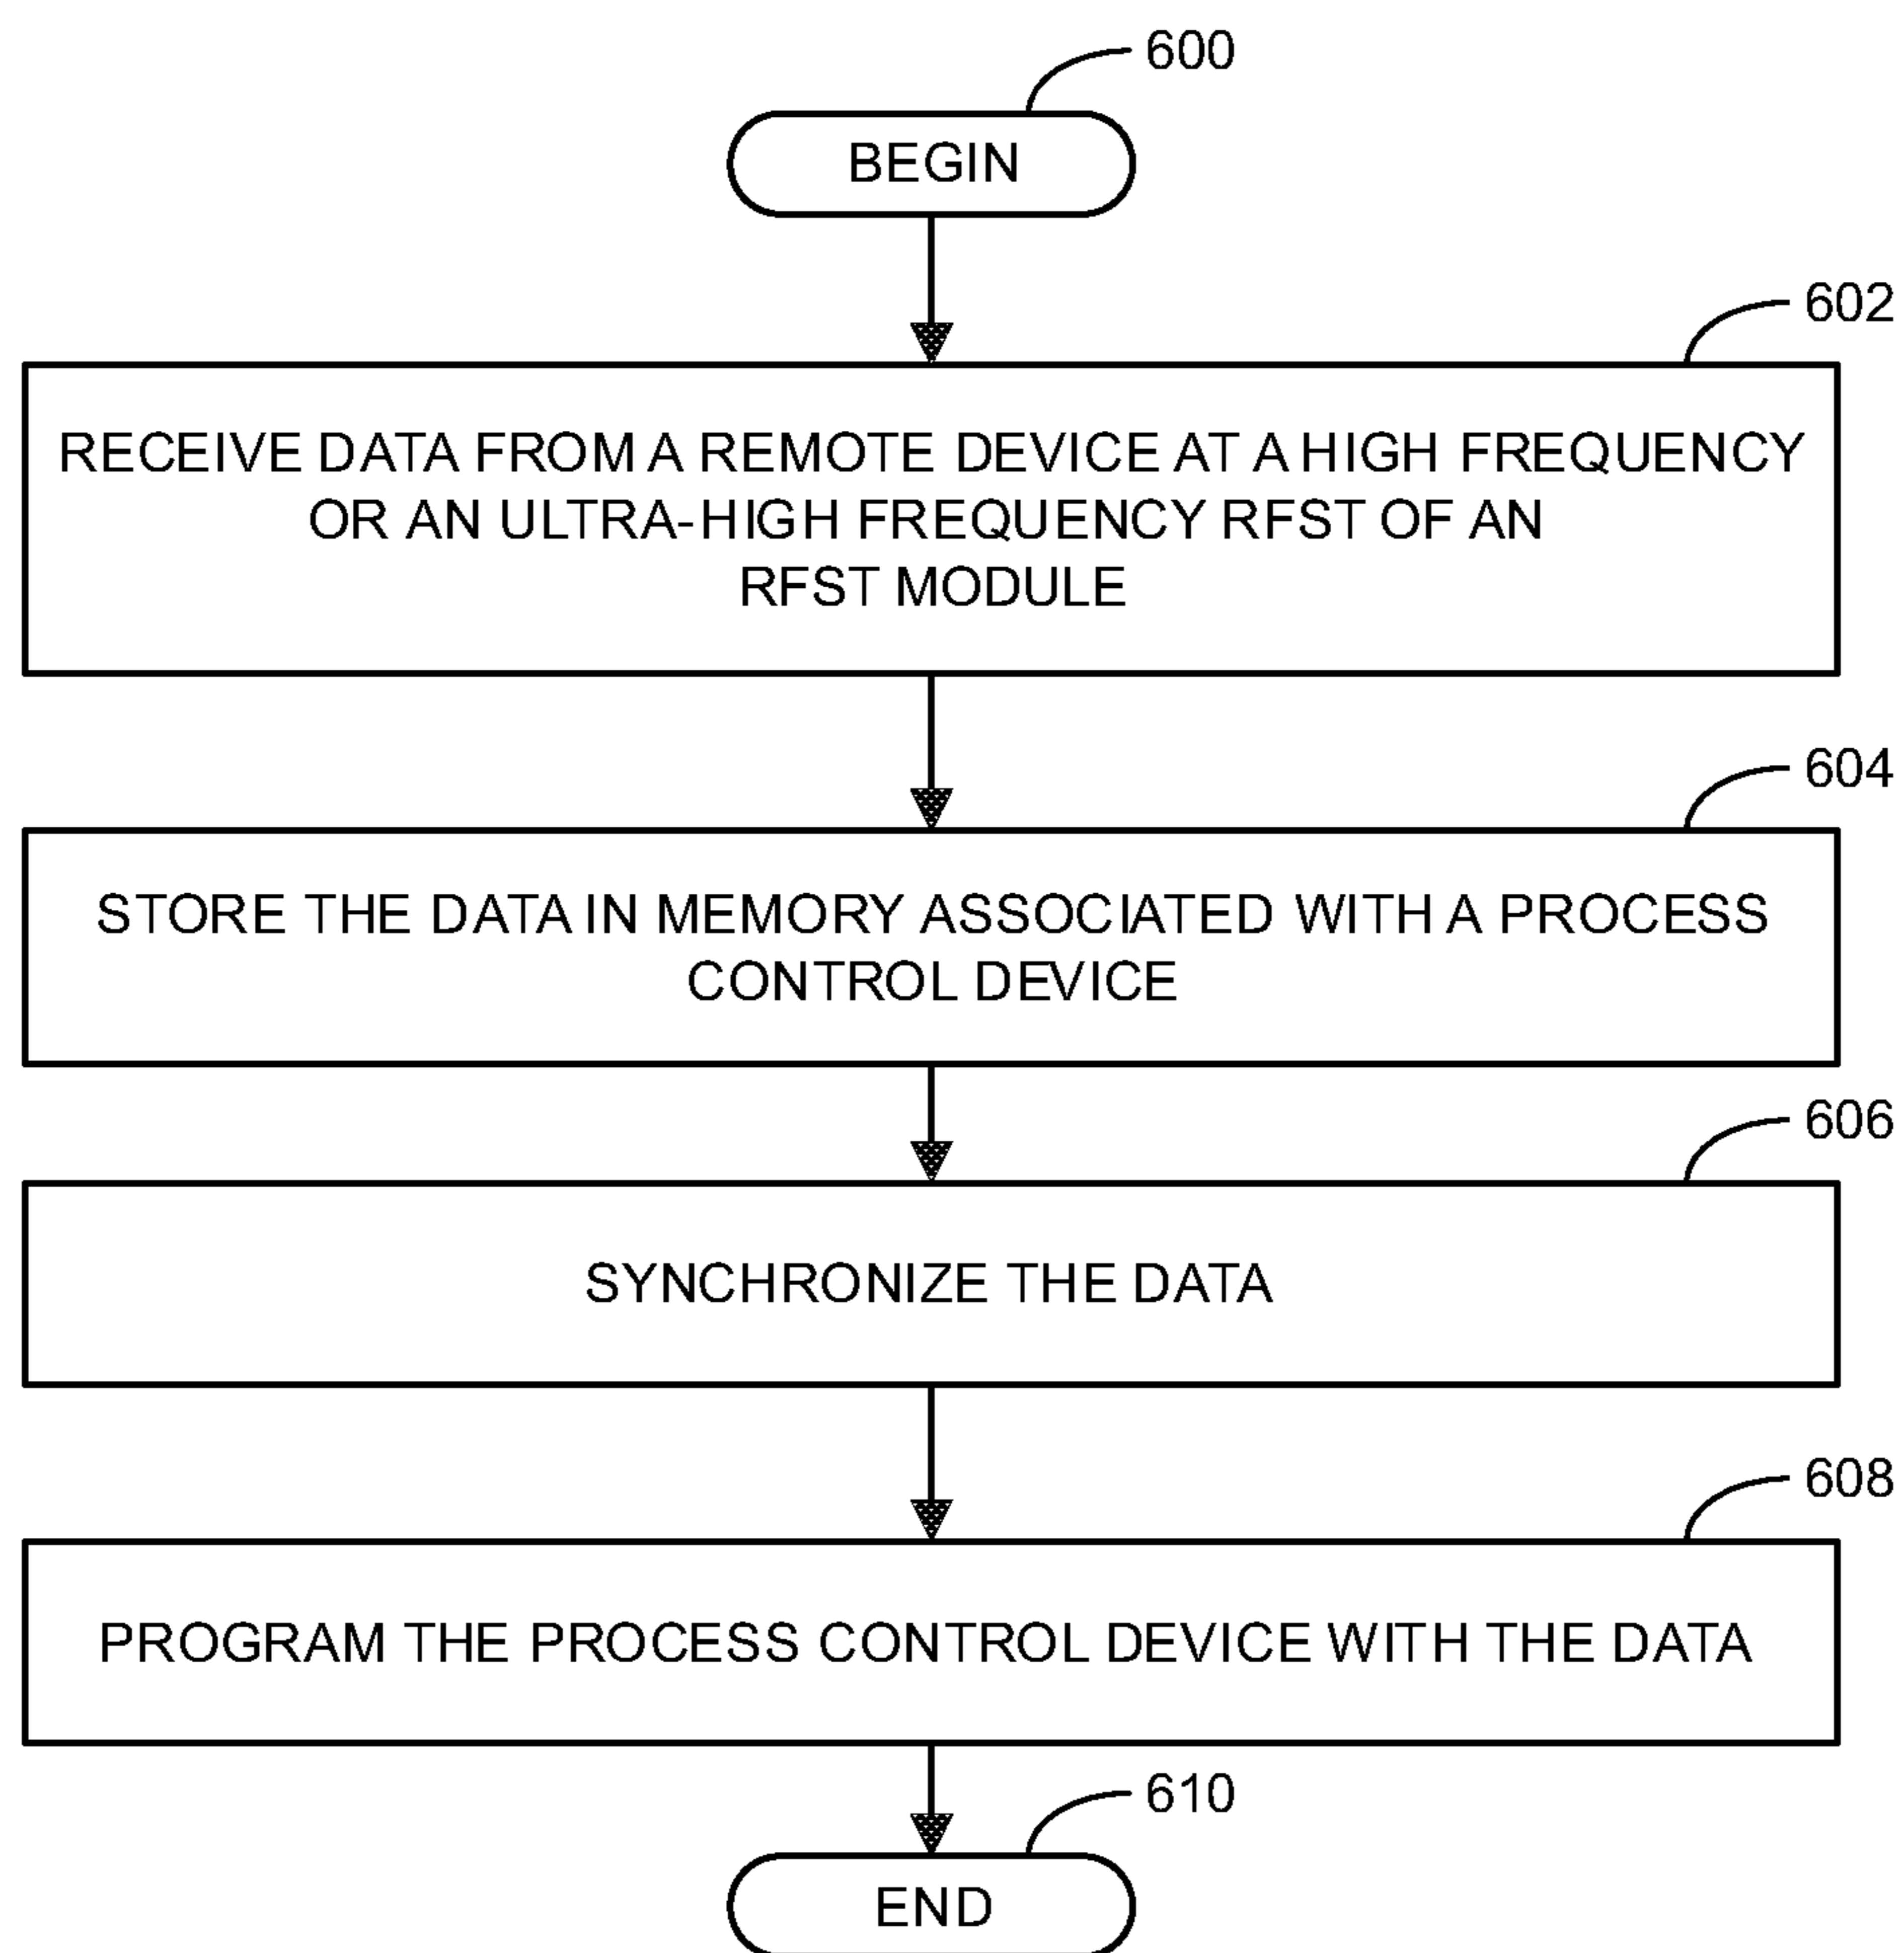 600
BEGIN
602
RECEIVE DATA FROM A REMOTE DEVICE AT A HIGH FREQUENCY
OR AN ULTRA-HIGH FREQUENCY RFST OF AN
RFST MODULE
604
STORE THE DATA IN MEMORY ASSOCIATED WITH A PROCESS
CONTROL DEVICE
606
SYNCHRONIZE THE DATA
608
PROGRAM THE PROCESS CONTROL DEVICE WITH THE DATA
610
END